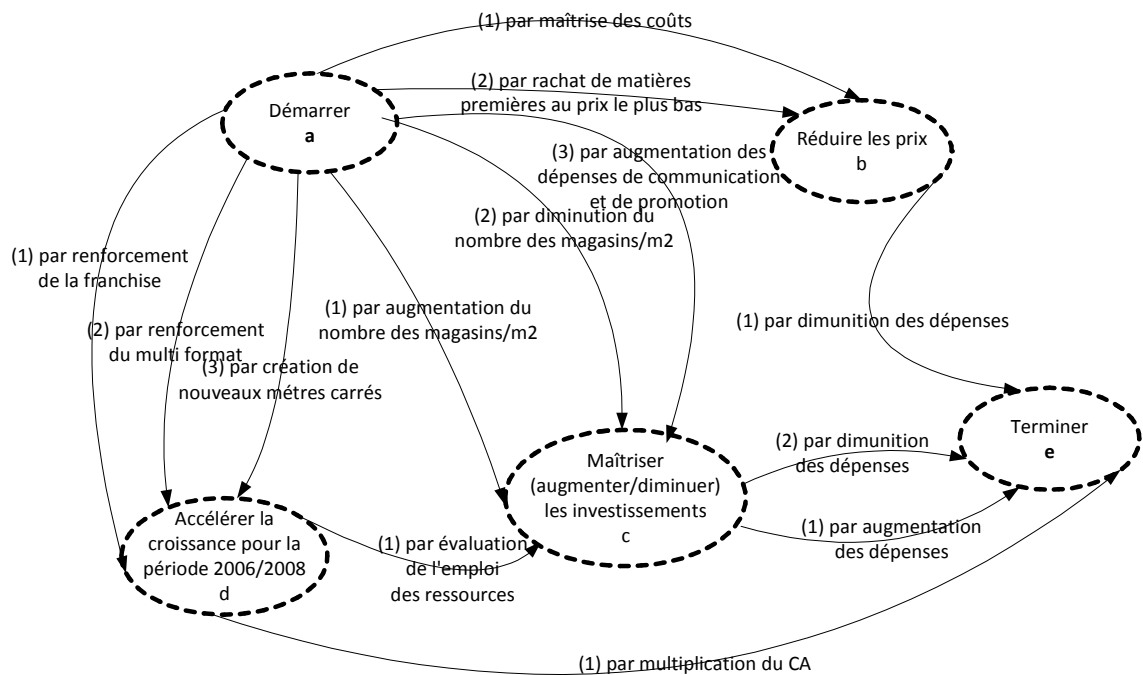 (1) par maîtrise des coûts
(2) par rachat de matières
premières au prix le plus bas
Démarrer
a
Réduire les prix
b
(3) par augmentation des
dépenses de communication
et de promotion
(2) par diminution du
nombre des magasins/m2
(1) par renforcement
de la franchise
(1) par augmentation du
nombre des magasins/m2
(2) par renforcement
du multi format
(3) par création de
nouveaux métres carrés
(1) par dimunition des dépenses
Terminer
e
(2) par dimunition
des dépenses
Maîtriser
(augmenter/diminuer)
les investissements
c
(1) par augmentation
des dépenses
Accélérer la
croissance pour la
période 2006/2008
d
(1) par évaluation
de l'emploi
des ressources
(1) par multiplication du CA